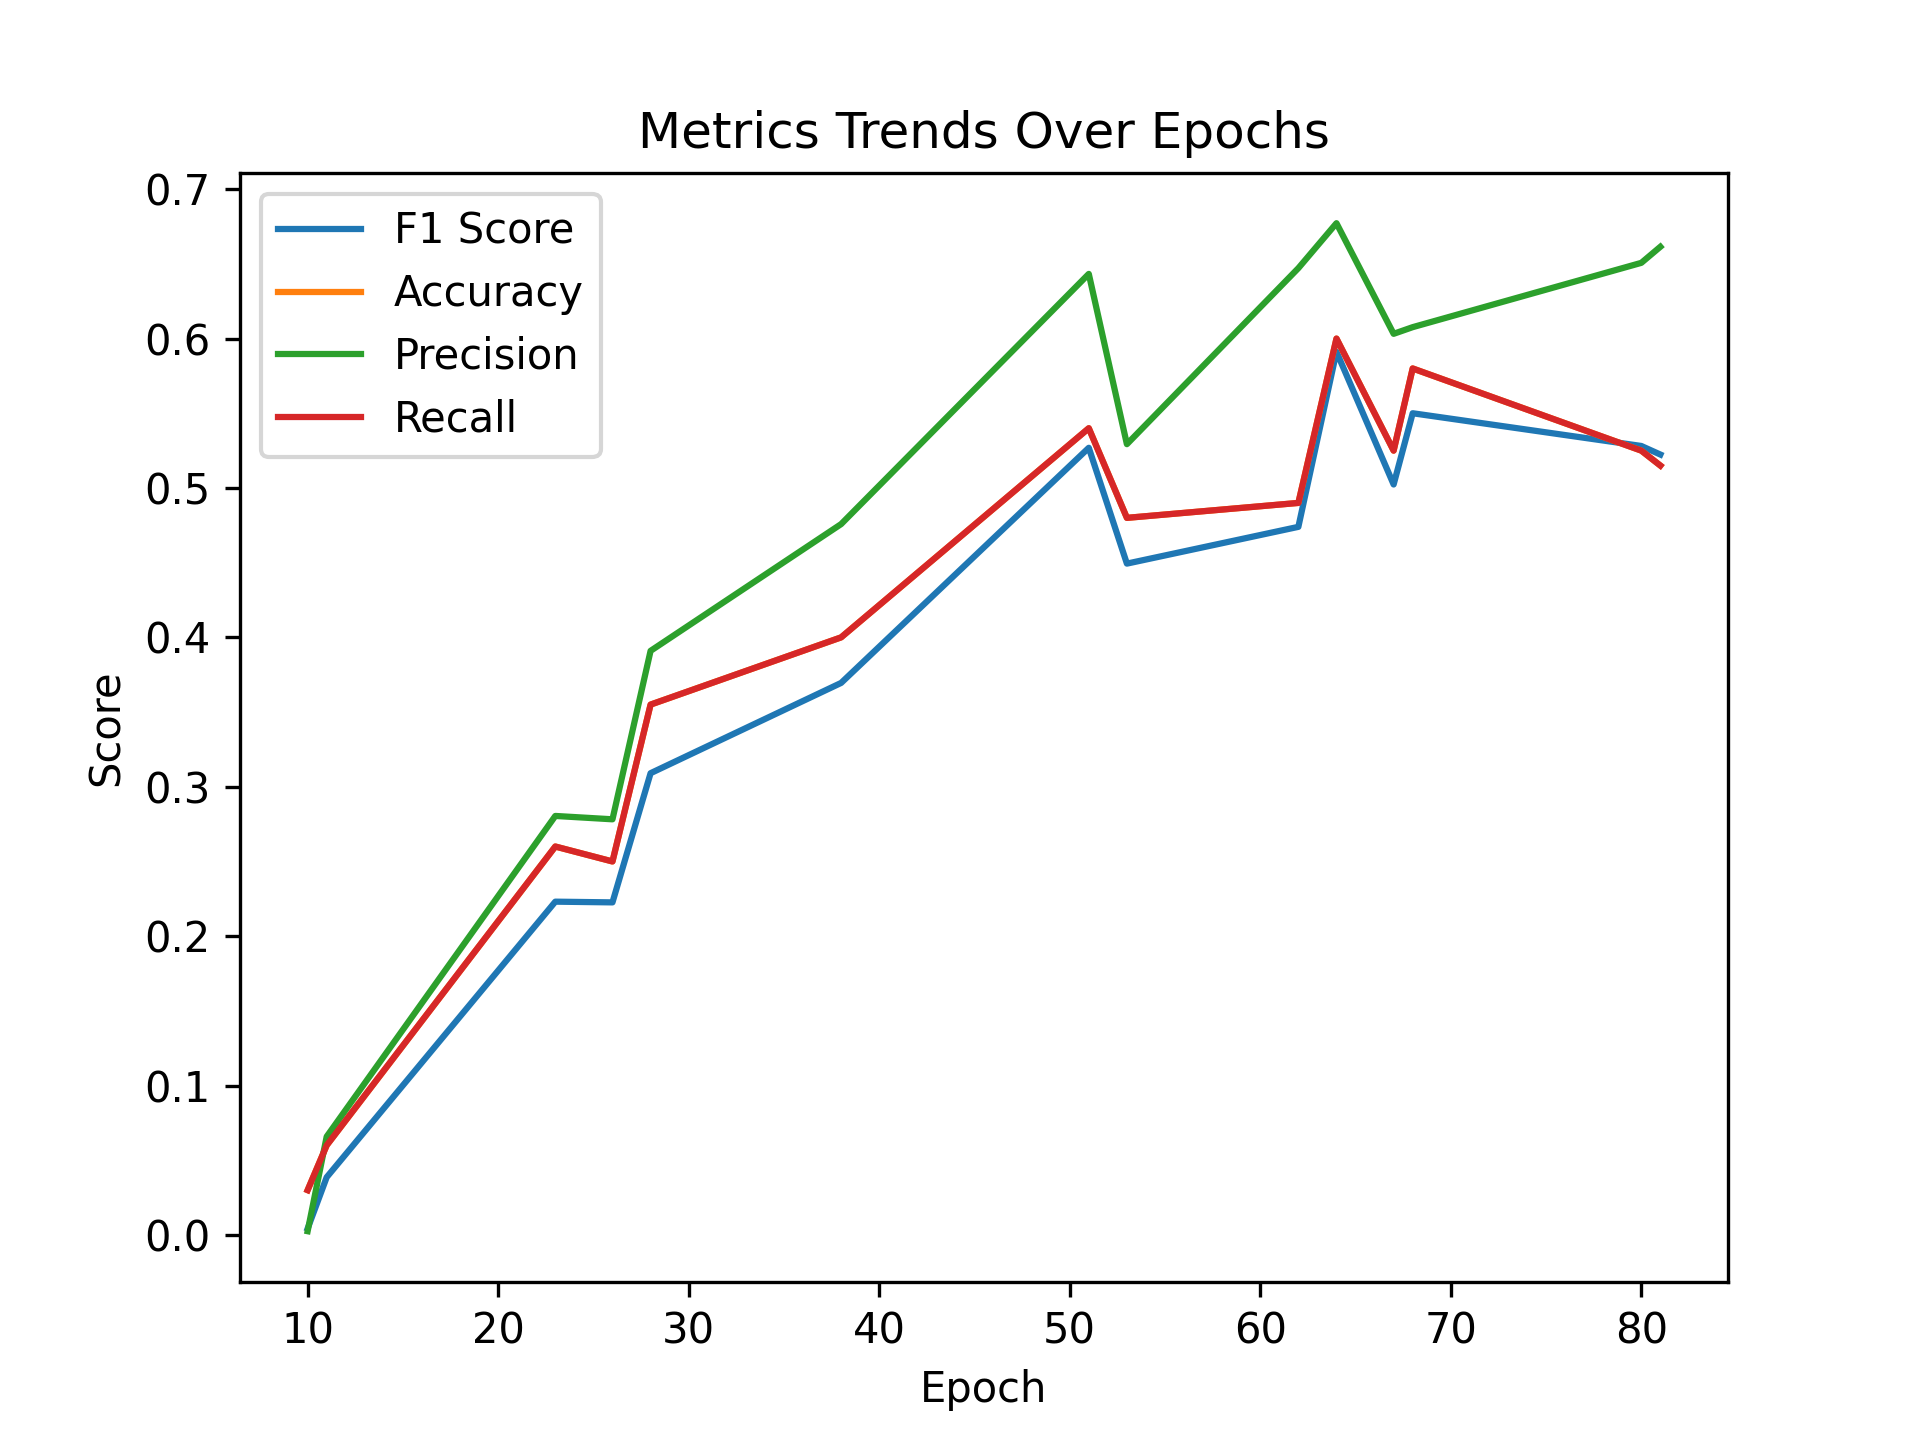 Metrics Trends Over Epochs
F1 Score
Accuracy
Precision
Recall
0.7
0.6
0.5
0.4
0.3
0.2
0.1
0.0
Score
10 20 30 40 50 60 70 80
Epoch